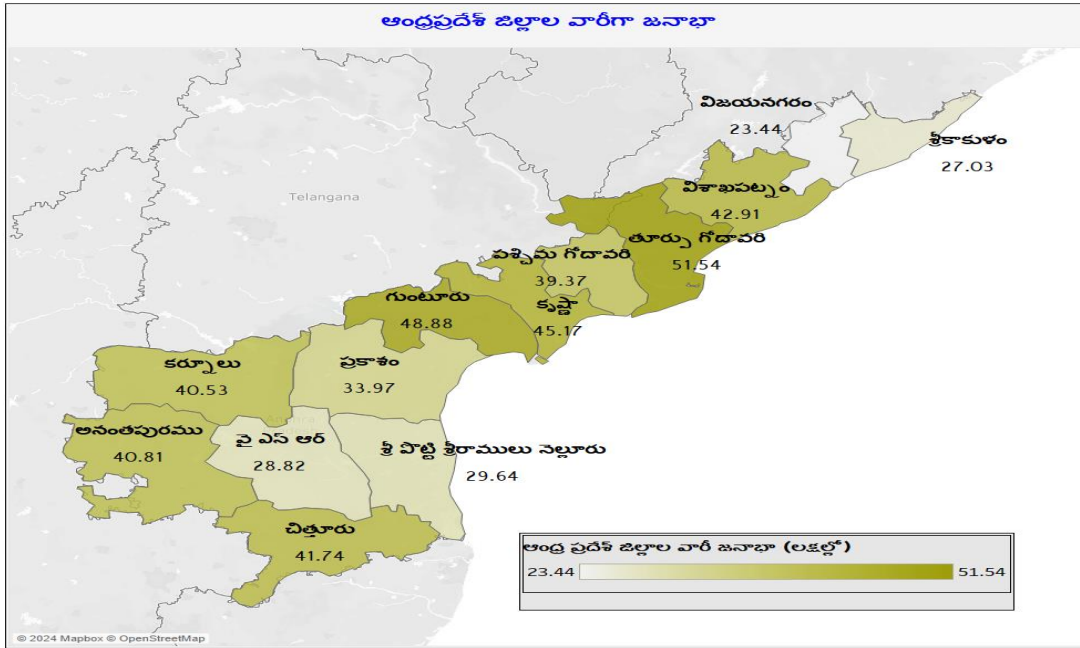 ఆంధ్రప్రదేశ్ జిల్లాల వారీగా జనాభా
విజయనగరం
23.44
శ్రీకాకుళం
27.03
Telangana
విశాఖపట్నం
42.91
తూర్పు గోదావరి
51.54
పశ్చిమ గోదావరి
39.37
గుంటూరు
48.88
కృష్ణా
45.17
కర్నూలు
40.53
ప్రకాశం
33.97
అనంతపురము
40.81
వై ఎస్ ఆర్
28.82
శ్రీ పొట్టి శ్రీరాములు నెల్లూరు
29.64
చిత్తూరు
41.74
ఆంధ్ర ప్రదేశ్ జిల్లాల వారీ జనాభా (లక్షల్లో)
23.44 51.54
© 2024 Mapbox © OpenStreetMap